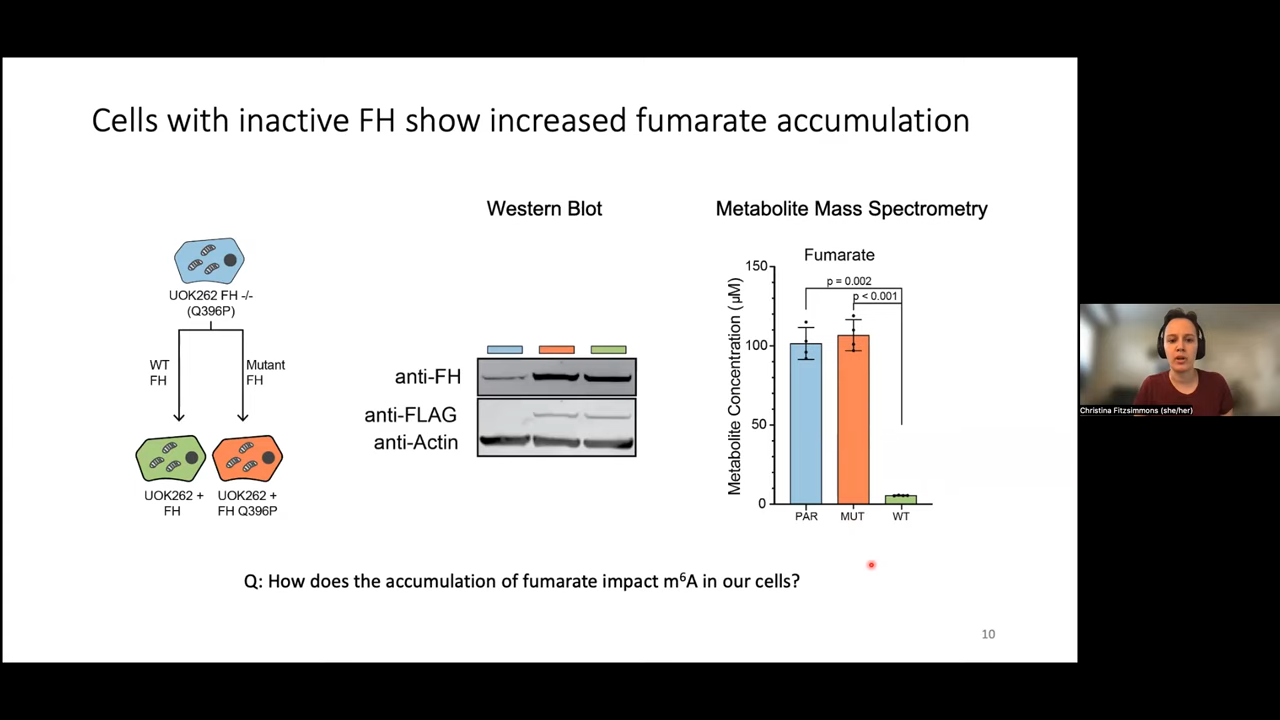 Cells with inactive FH show increased fumarate accumulation
UOK262 FH -/-
(Q396P)
WT
FH
Mutant
FH
UOK262 +
FH
UOK262 +
FH Q396P
Western Blot
anti-FH
anti-FLAG
anti-Actin
Metabolite Mass Spectrometry
Fumarate
Metabolite Concentration (μM)
150
100
50
0
p = 0.002
p < 0.001
PAR
MUT
WT
Q: How does the accumulation of fumarate impact m⁶A in our cells?
10
Christina Fitzsimmons (she/her)